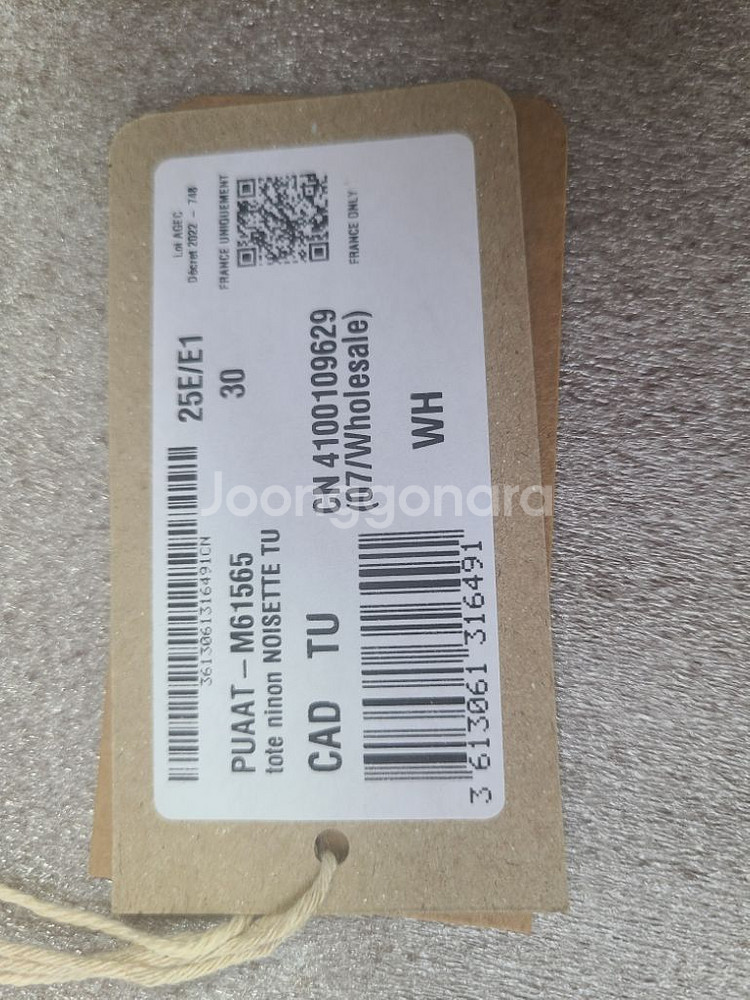 3613061316491CN
25E/E1
Loi AGEC
Décret 2022 - 748
PUAAT-M61565
30
FRANCE UNIQUEMENT
tote ninon NOISETTE TU
CAD TU
CN 4100109629
(07/Wholesale)
FRANCE ONLY
WH
3 613061 316491
Joonggonara